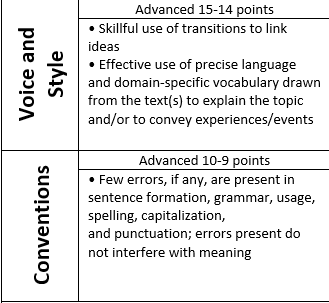 Voice and
Style
Advanced 15-14 points
• Skillful use of transitions to link
ideas
• Effective use of precise language
and domain-specific vocabulary drawn
from the text(s) to explain the topic
and/or to convey experiences/events
Conventions
Advanced 10-9 points
• Few errors, if any, are present in
sentence formation, grammar, usage,
spelling, capitalization,
and punctuation; errors present do
not interfere with meaning